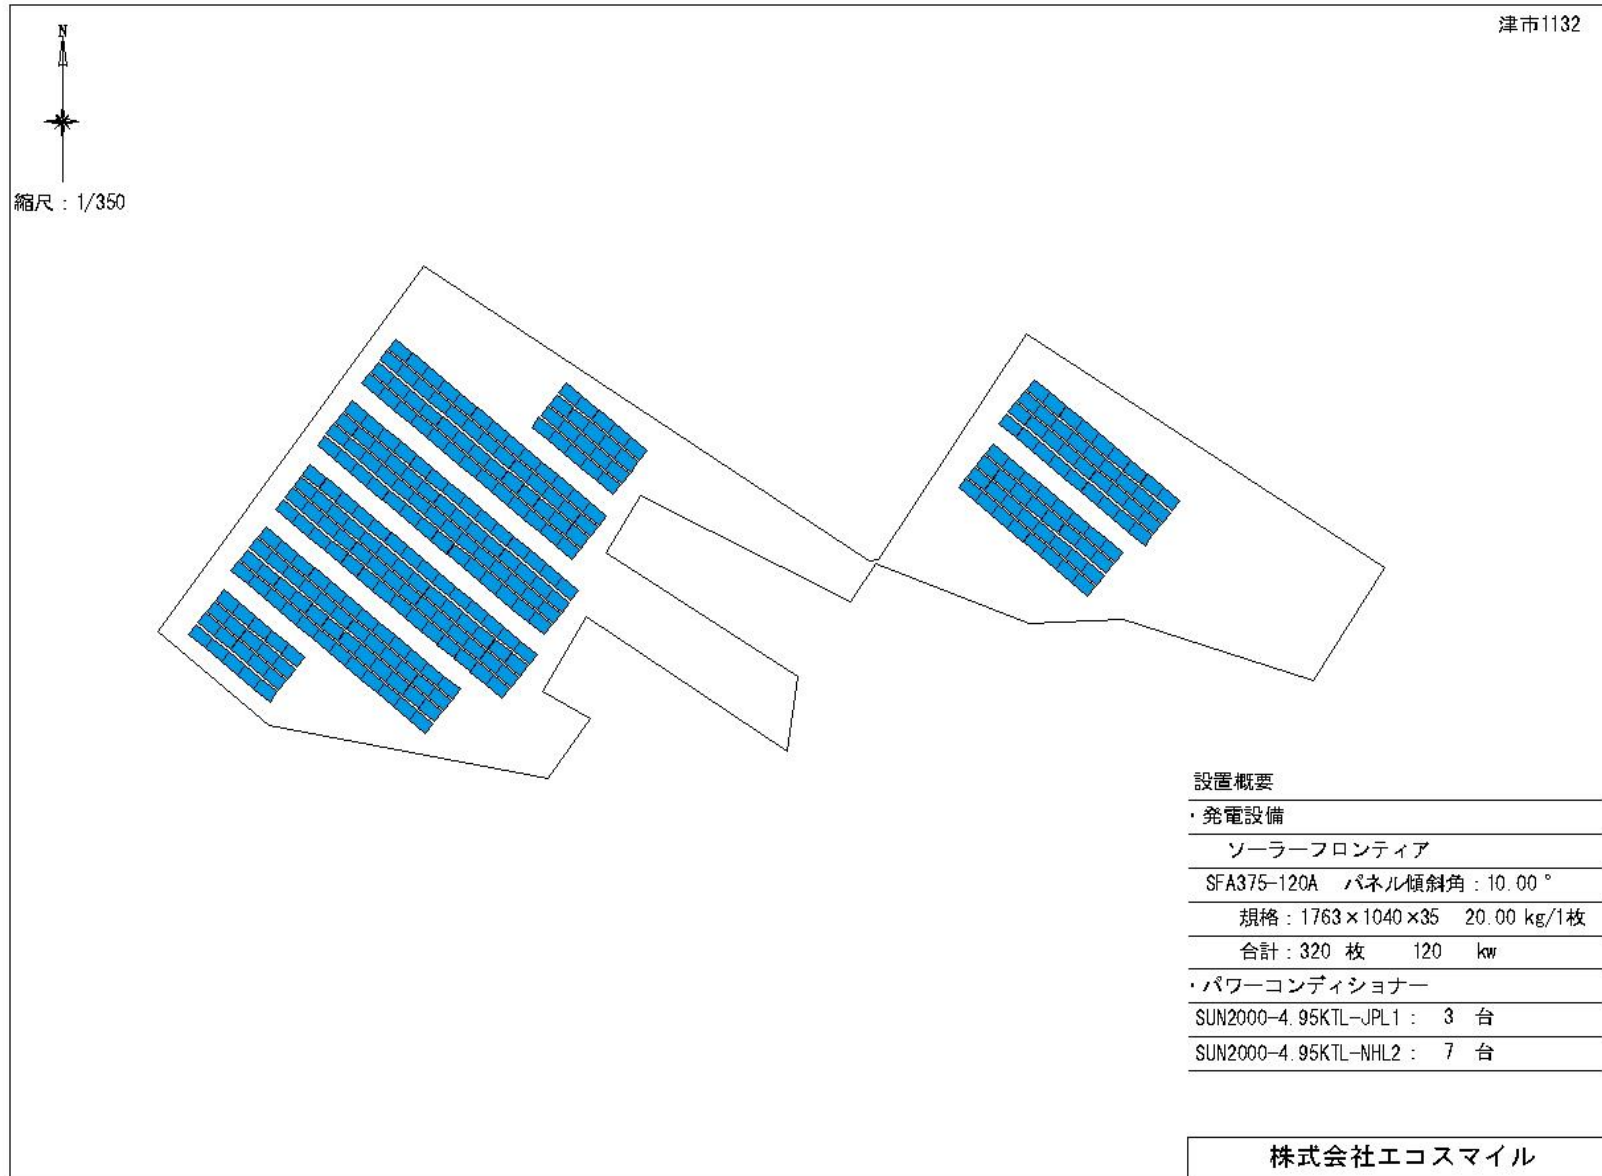 津市1132
N
縮尺：1/350
設置概要
・発電設備
ソーラーフロンティア
SFA375-120A パネル傾斜角：10.00°
規格：1763×1040×35 20.00 kg/1枚
合計：320 枚 120 kw
・パワーコンディショナー
SUN2000-4.95KTL-JPL1： 3 台
SUN2000-4.95KTL-NHL2： 7 台
株式会社エコスマイル